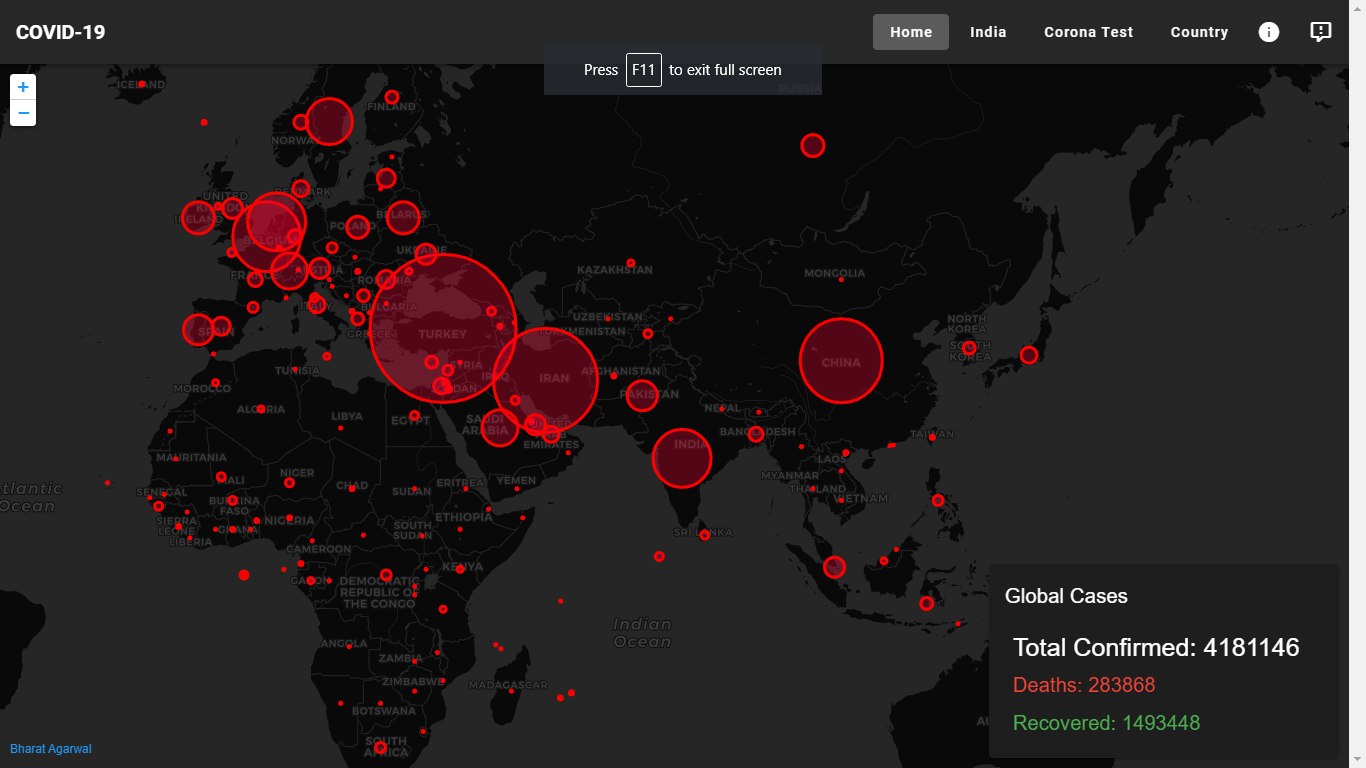 COVID-19
Home
India
Corona Test
Country
Press F11 to exit full screen
+
−
RUSSIA
ICELAND
FINLAND
NORWAY
DENMARK
UNITED
KINGDOM
IRELAND
BELARUS
POLAND
BELGIUM
UKRAINE
KAZAKHSTAN
MONGOLIA
FRANCE
AUSTRIA
ROMANIA
ITALY
BULGARIA
UZBEKISTAN
NORTH
KOREA
SPAIN
GREECE
TURKEY
TURKMENISTAN
SOUTH
KOREA
CHINA
TUNISIA
SYRIA
IRAQ
IRAN
AFGHANISTAN
MOROCCO
JORDAN
PAKISTAN
ALGERIA
LIBYA
EGYPT
SAUDI
ARABIA
UNITED
ARAB
EMIRATES
NEPAL
INDIA
BANGLADESH
TAIWAN
MAURITANIA
LAOS
MALI
NIGER
CHAD
SUDAN
ERITREA
YEMEN
MYANMAR
THAILAND
VIETNAM
tlantic
Ocean
SENEGAL
BURKINA
FASO
SIERRA
LEONE
LIBERIA
GHANA
NIGERIA
SOUTH
SUDAN
ETHIOPIA
SRI LANKA
CAMEROON
GABON
DEMOCRATIC
REPUBLIC OF
THE CONGO
KENYA
Indian
Ocean
ANGOLA
ZAMBIA
ZIMBABWE
MADAGASCAR
BOTSWANA
SOUTH
AFRICA
AU
Global Cases
Total Confirmed: 4181146
Deaths: 283868
Recovered: 1493448
Bharat Agarwal